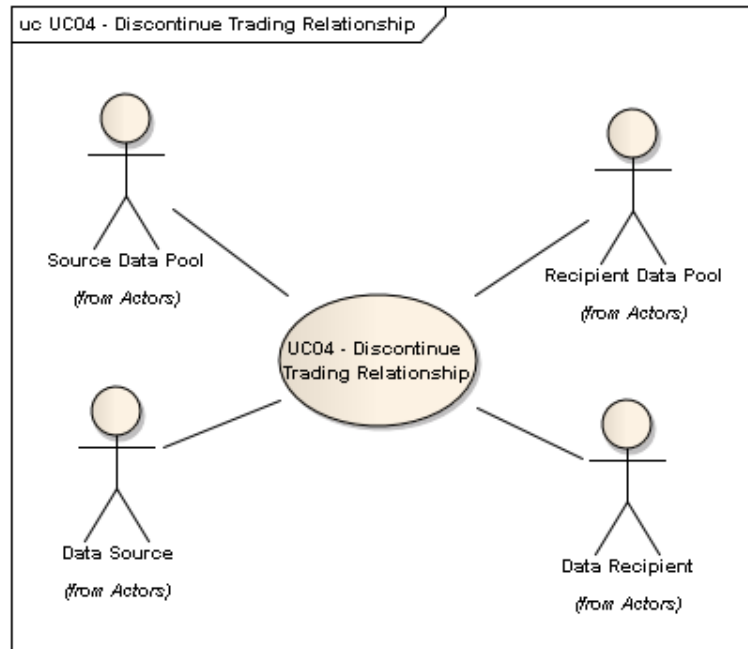 uc UC04 - Discontinue Trading Relationship
Source Data Pool
(from Actors)
Recipient Data Pool
(from Actors)
UC04 - Discontinue
Trading Relationship
Data Source
(from Actors)
Data Recipient
(from Actors)